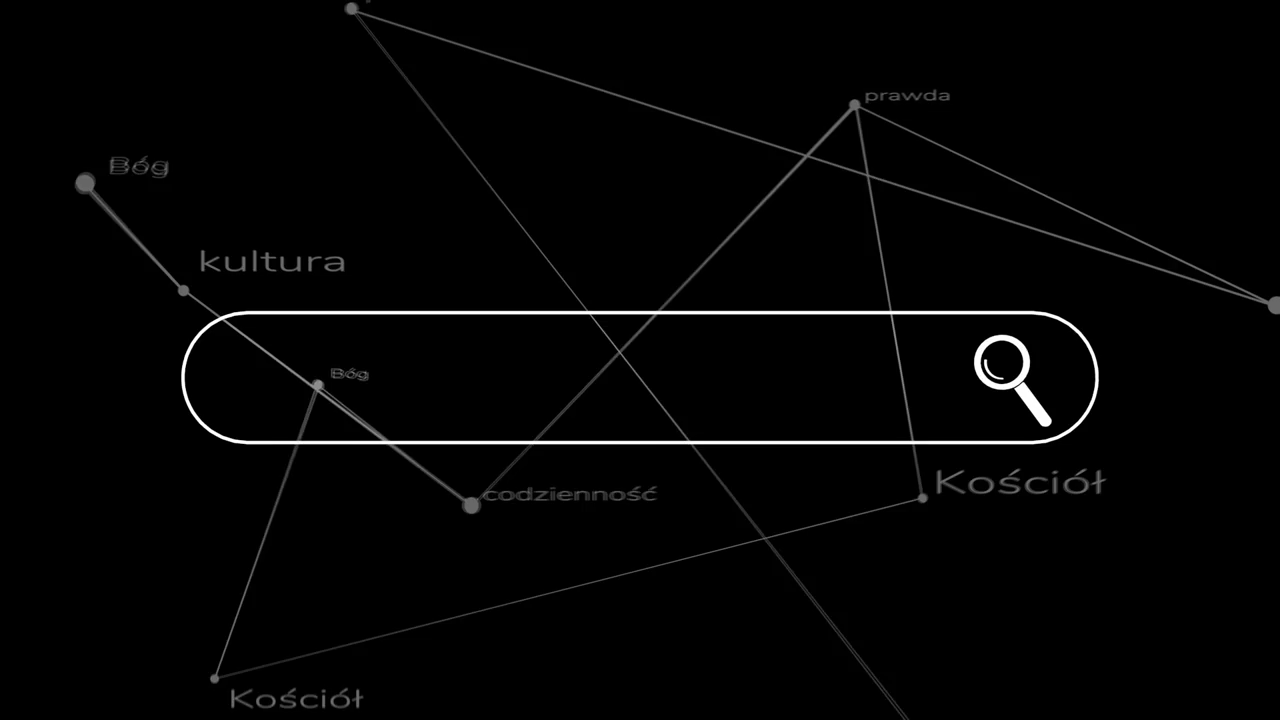 prawda
Bóg
kultura
Bóg
codzienność
Kościół
Kościół